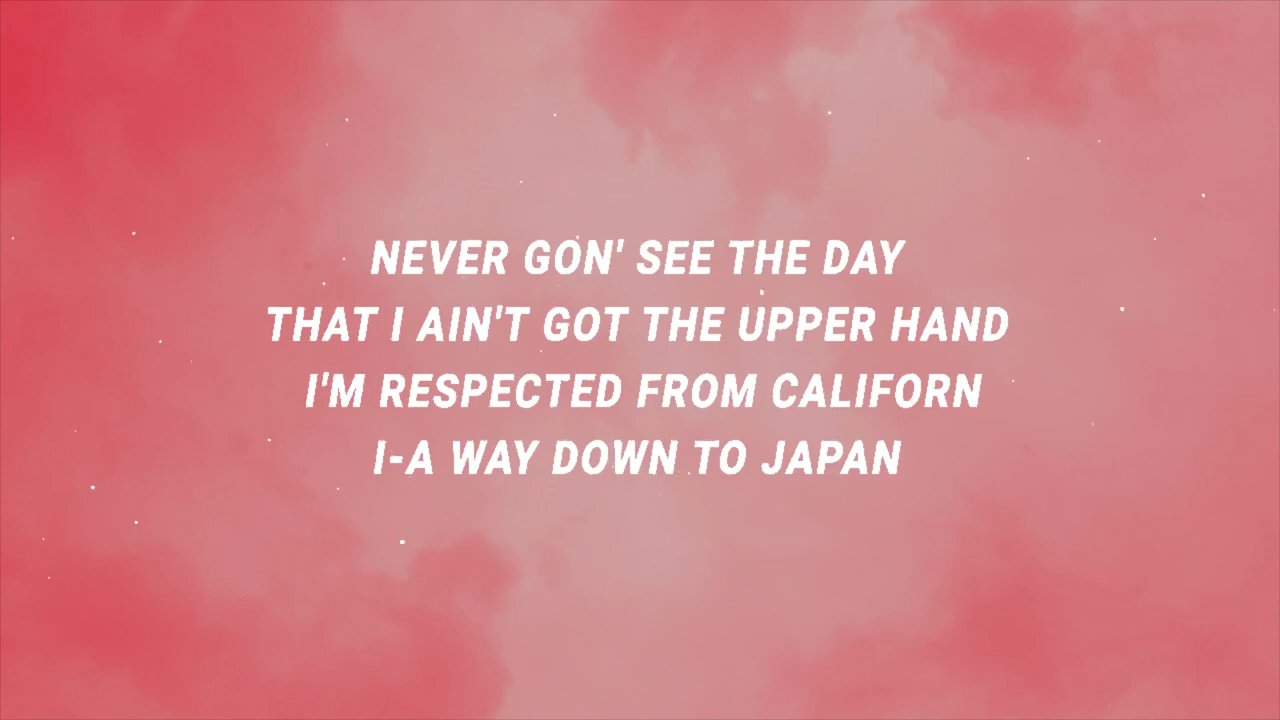 NEVER GON' SEE THE DAY
THAT I AIN'T GOT THE UPPER HAND
I'M RESPECTED FROM CALIFORN
I-A WAY DOWN TO JAPAN